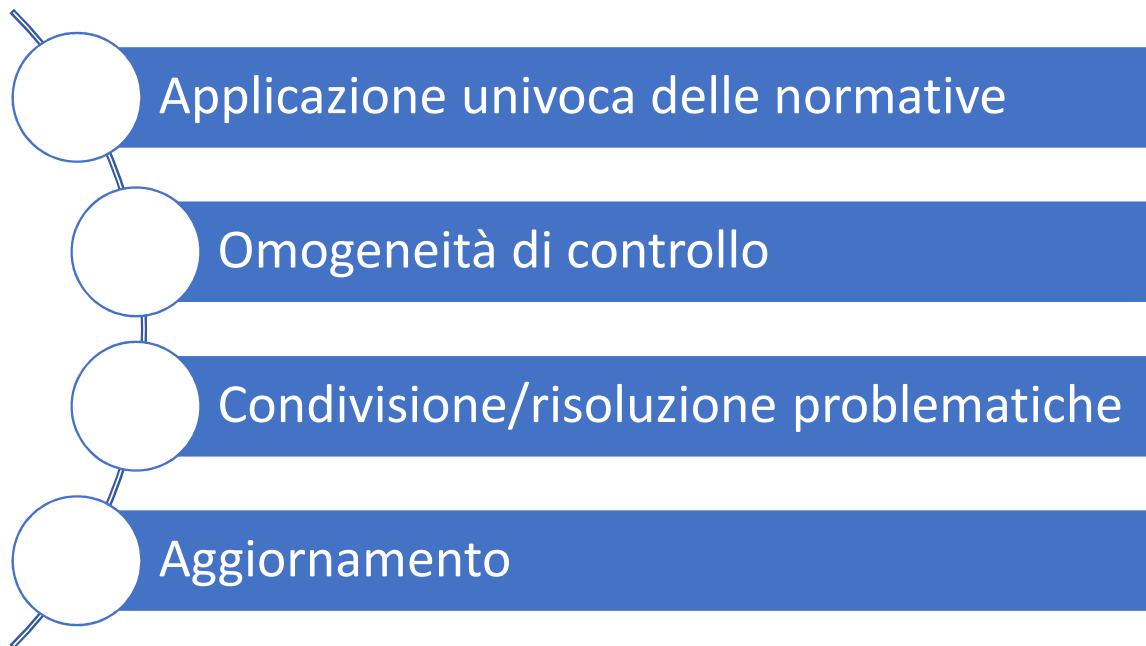 Applicazione univoca delle normative
Omogeneità di controllo
Condivisione/risoluzione problematiche
Aggiornamento